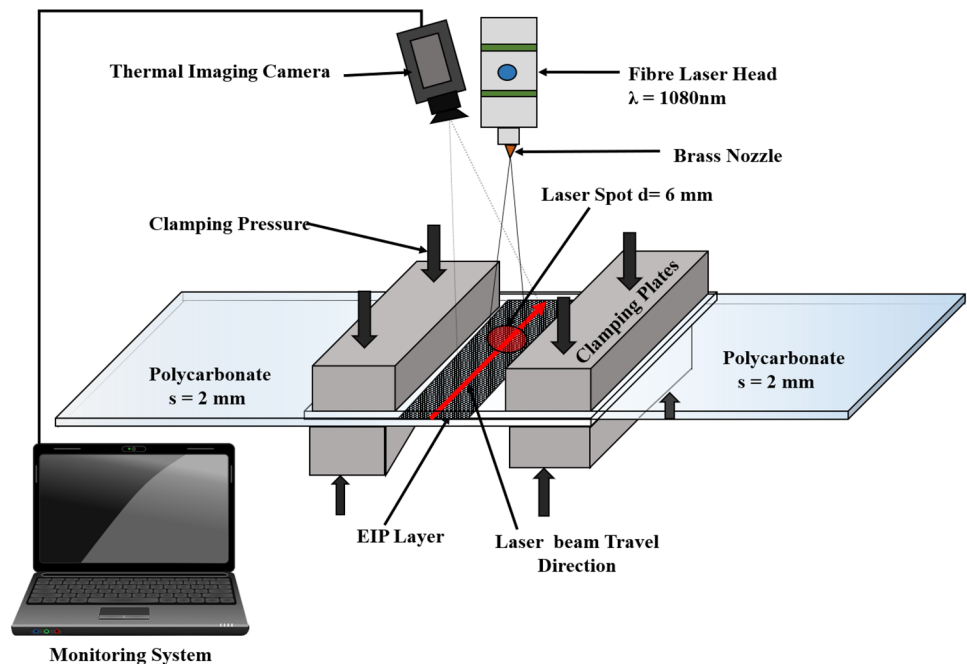 Thermal Imaging Camera
Fibre Laser Head
λ = 1080nm
Brass Nozzle
Laser Spot d= 6 mm
Clamping Pressure
Clamping Plates
Polycarbonate
s = 2 mm
Polycarbonate
s = 2 mm
EIP Layer
Laser beam Travel
Direction
Monitoring System